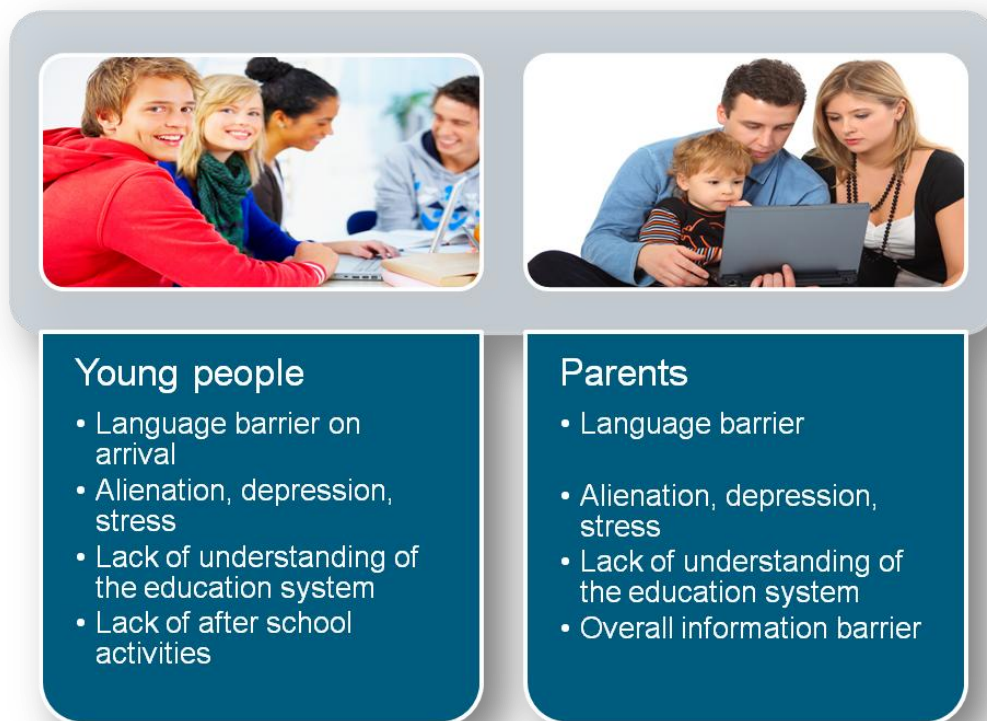 Young people
• Language barrier on
arrival
• Alienation, depression,
stress
• Lack of understanding of
the education system
• Lack of after school
activities
Parents
• Language barrier
• Alienation, depression,
stress
• Lack of understanding of
the education system
• Overall information barrier